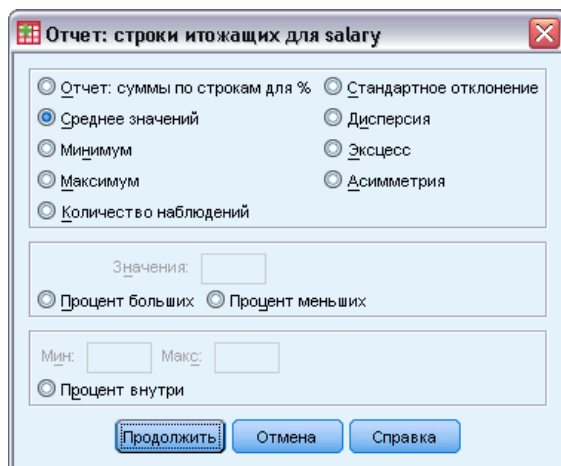 Отчет: строки итожащих для salary
Отчет: суммы по строкам для % Стандартное отклонение
Среднее значений Дисперсия
Минимум Эксцесс
Максимум Асимметрия
Количество наблюдений
Значения:
Процент больших Процент меньших
Мин: Макс:
Процент внутри
Продолжить Отмена Справка